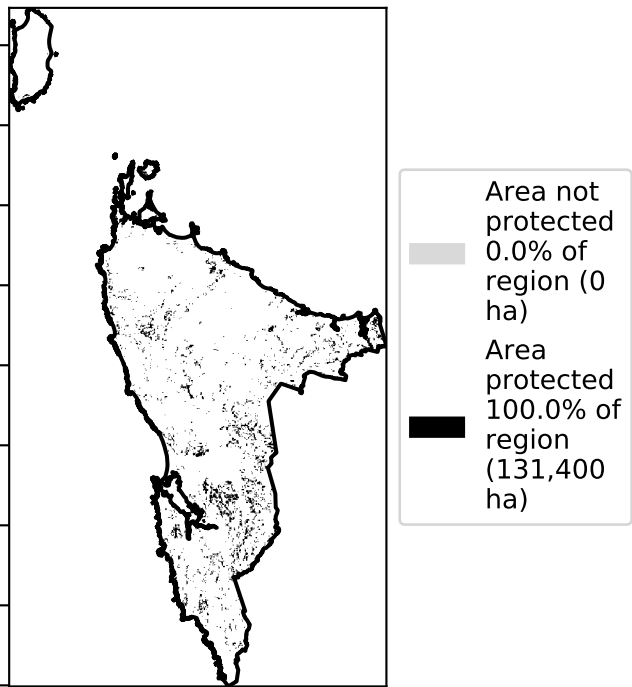 Area not
protected
0.0% of
region (0
ha)
Area
protected
100.0% of
region
(131,400
ha)